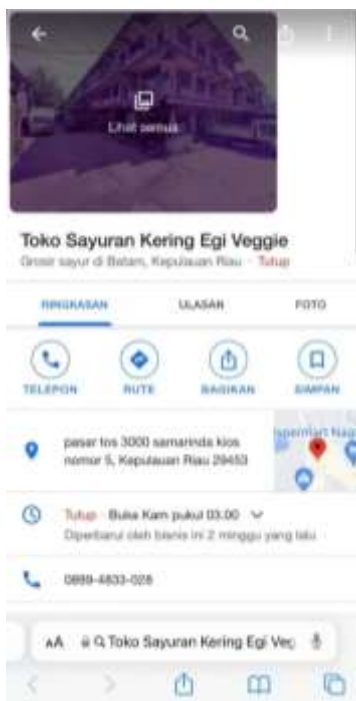 Lihat semua
Toko Sayuran Kering Egi Veggie
Grosir sayur di Batam, Kepulauan Riau · Tutup
RINGKASAN
ULASAN
FOTO
TELEPON
RUTE
BAGIKAN
SIMPAN
pasar tos 3000 samarinda kios
nomor 5, Kepulauan Riau 29453
Tutup · Buka Kam pukul 03.00
Diperbarui oleh bisnis ini 2 minggu yang lalu
0899-4833-028
AA Toko Sayuran Kering Egi Veg